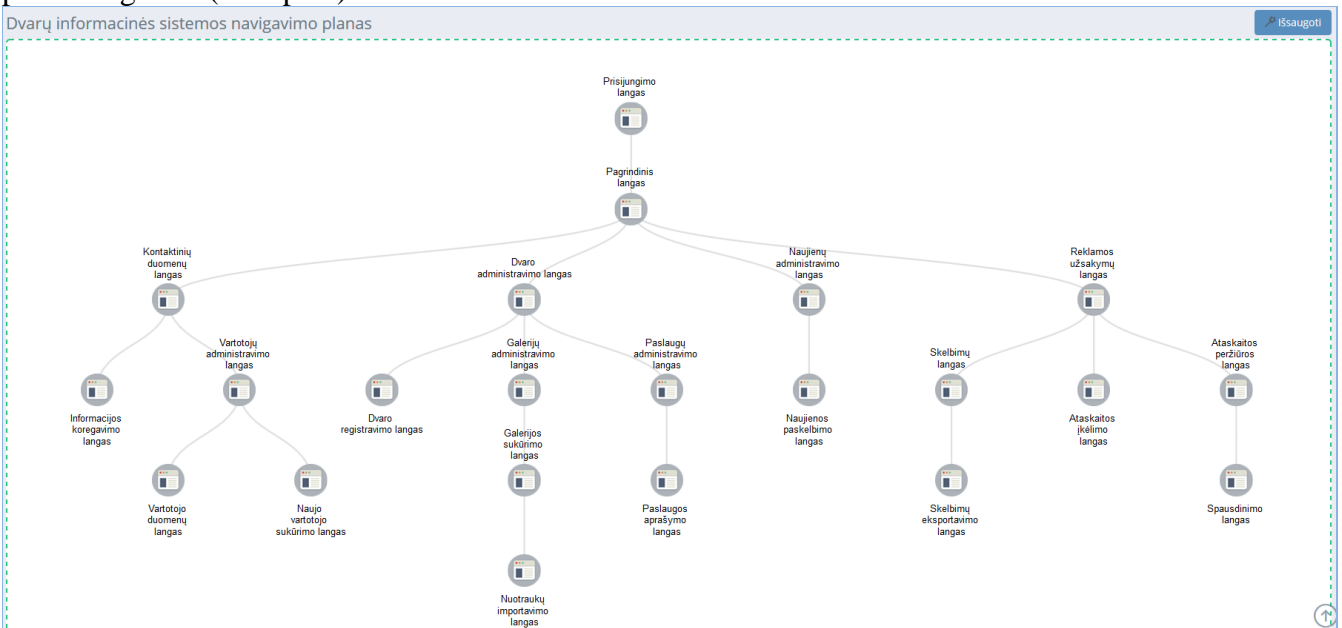 Dvarų informacinės sistemos navigavimo planas
Išsaugoti
Prisijungimo
langas
Pagrindinis
langas
Kontaktinių
duomenų
langas
Dvaro
administravimo langas
Naujienų
administravimo
langas
Reklamos
užsakymų
langas
Informacijos
koregavimo
langas
Vartotojų
administravimo
langas
Dvaro
registravimo langas
Galerijų
administravimo
langas
Paslaugų
administravimo
langas
Naujienos
paskelbimo
langas
Skelbimų
langas
Ataskaitos
įkėlimo
langas
Ataskaitos
peržiūros
langas
Vartotojo
duomenų
langas
Naujo
vartotojo
sukūrimo langas
Galerijos
sukūrimo
langas
Paslaugos
aprašymo
langas
Skelbimų
eksportavimo
langas
Spausdinimo
langas
Nuotraukų
importavimo
langas